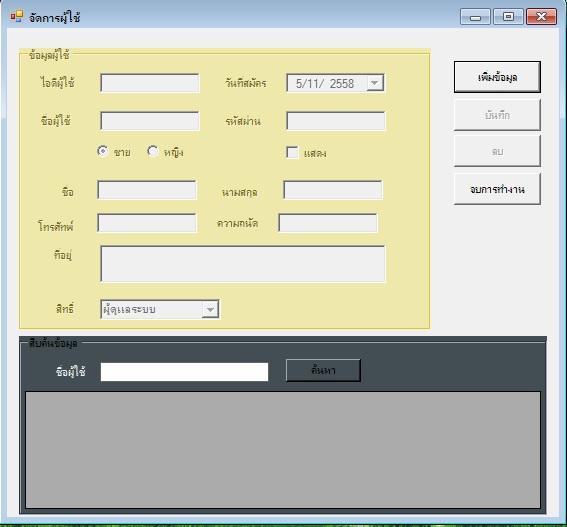 จัดการผู้ใช้
ข้อมูลผู้ใช้
ไอดีผู้ใช้
วันที่สมัคร
5/11/ 2558
เพิ่มข้อมูล
ชื่อผู้ใช้
รหัสผ่าน
บันทึก
ชาย
หญิง
แสดง
ลบ
ชื่อ
นามสกุล
จบการทำงาน
โทรศัพท์
ความถนัด
ที่อยู่
สิทธิ์
ผู้ดูแลระบบ
สืบค้นข้อมูล
ชื่อผู้ใช้
ค้นหา